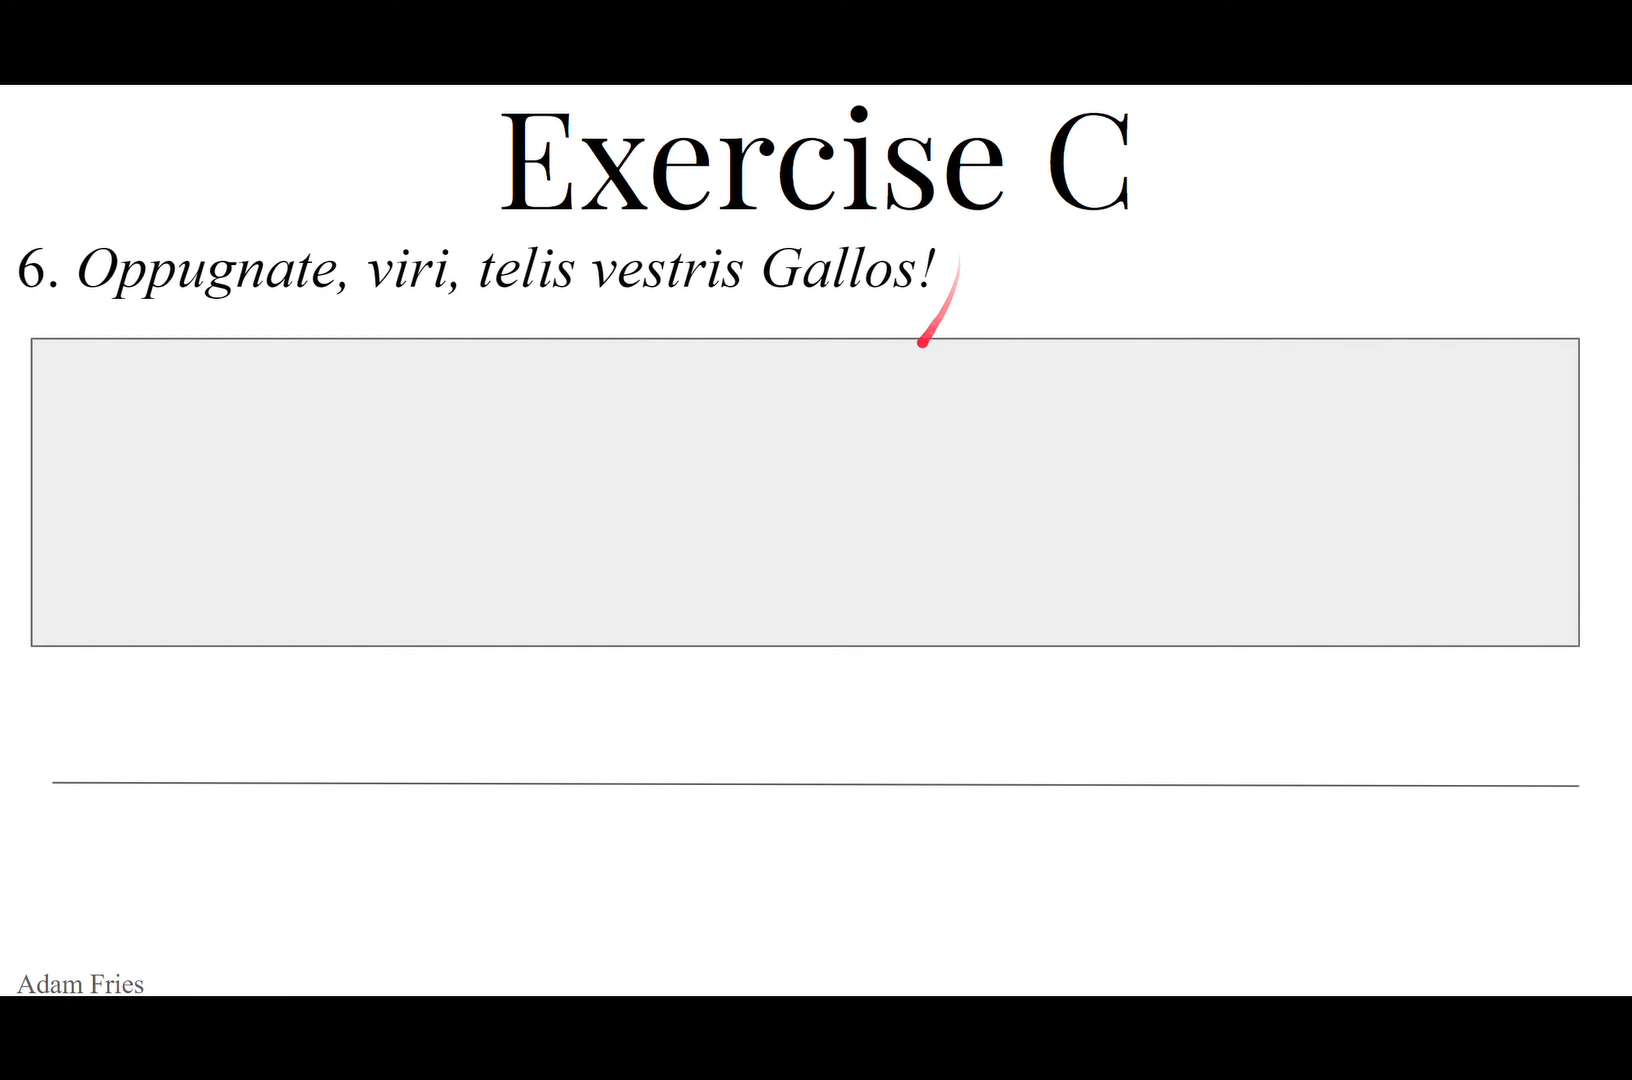 Exercise C
6. Oppugnate, viri, telis vestris Gallos!
Adam Fries